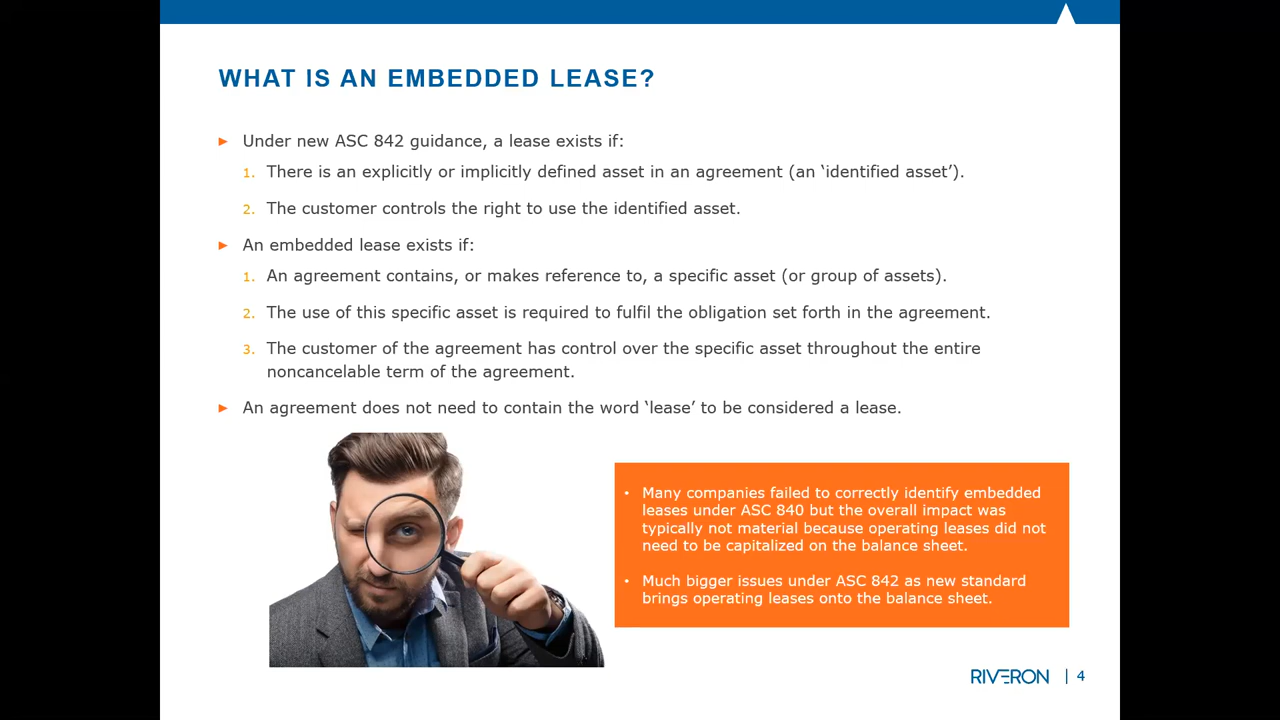 WHAT IS AN EMBEDDED LEASE?
► Under new ASC 842 guidance, a lease exists if:
1. There is an explicitly or implicitly defined asset in an agreement (an ‘identified asset’).
2. The customer controls the right to use the identified asset.
► An embedded lease exists if:
1. An agreement contains, or makes reference to, a specific asset (or group of assets).
2. The use of this specific asset is required to fulfil the obligation set forth in the agreement.
3. The customer of the agreement has control over the specific asset throughout the entire
noncancelable term of the agreement.
► An agreement does not need to contain the word ‘lease’ to be considered a lease.
• Many companies failed to correctly identify embedded
leases under ASC 840 but the overall impact was
typically not material because operating leases did not
need to be capitalized on the balance sheet.
• Much bigger issues under ASC 842 as new standard
brings operating leases onto the balance sheet.
RIVERON | 4